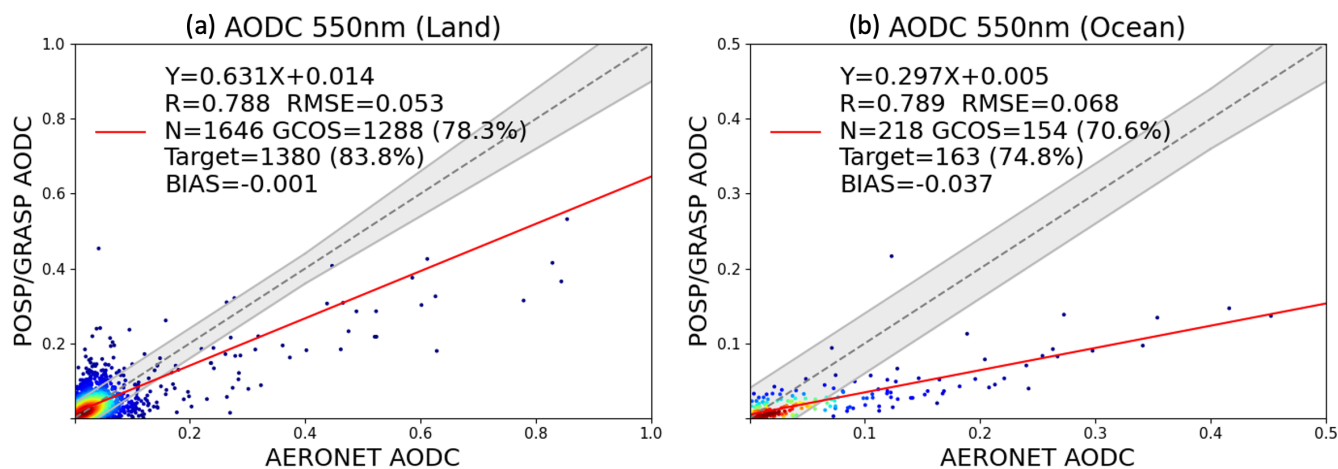 (a) AODC 550nm (Land)
1.0
0.8
0.6
0.4
0.2
POSP/GRASP AODC
Y=0.631X+0.014
R=0.788 RMSE=0.053
N=1646 GCOS=1288 (78.3%)
Target=1380 (83.8%)
BIAS=-0.001
0.2 0.4 0.6 0.8 1.0
AERONET AODC
(b) AODC 550nm (Ocean)
0.5
0.4
0.3
0.2
0.1
POSP/GRASP AODC
Y=0.297X+0.005
R=0.789 RMSE=0.068
N=218 GCOS=154 (70.6%)
Target=163 (74.8%)
BIAS=-0.037
0.1 0.2 0.3 0.4 0.5
AERONET AODC